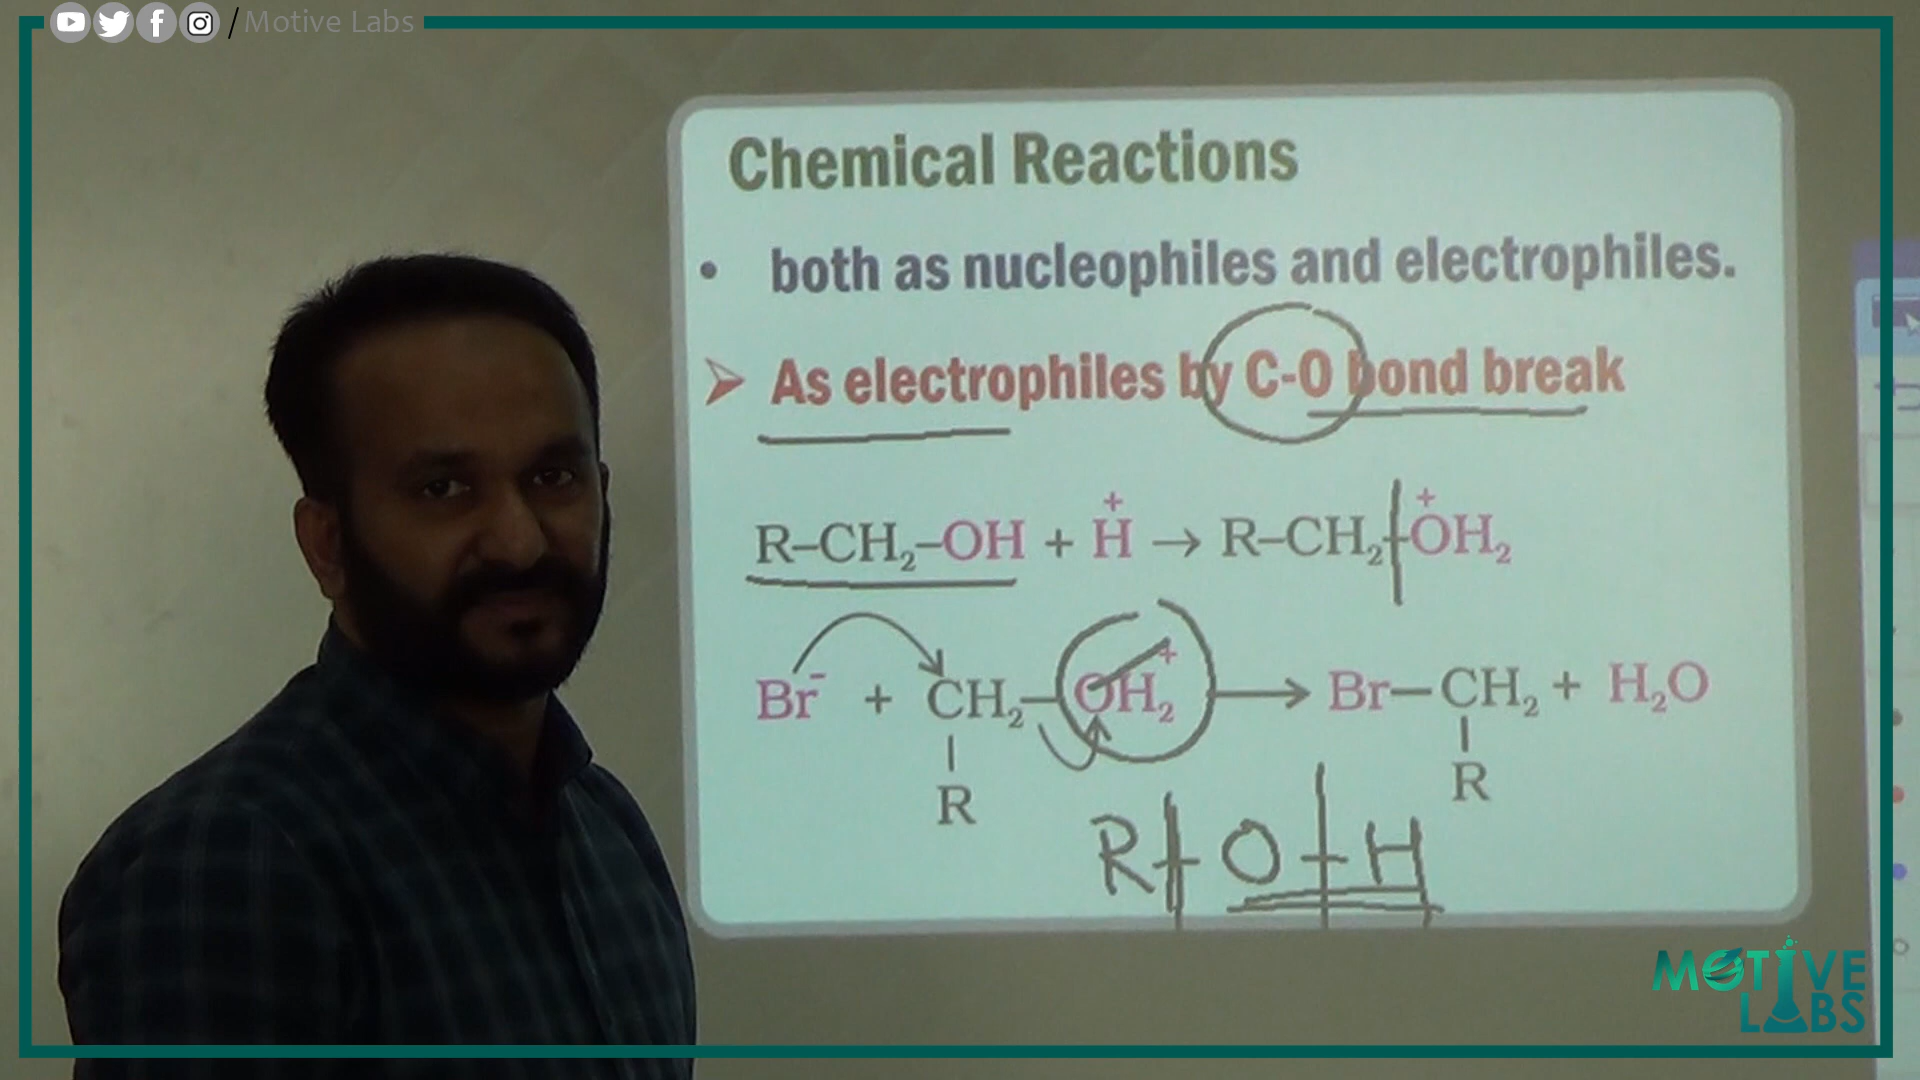 / Motive Labs
Chemical Reactions
• both as nucleophiles and electrophiles.
➢ As electrophiles by C-O bond break
R–CH₂–OH + H⁺ → R–CH₂–O⁺H₂
Br⁻ + CH₂–OH₂⁺ → Br–CH₂ + H₂O
R
R
R-O-H
MOTIVE
LABS